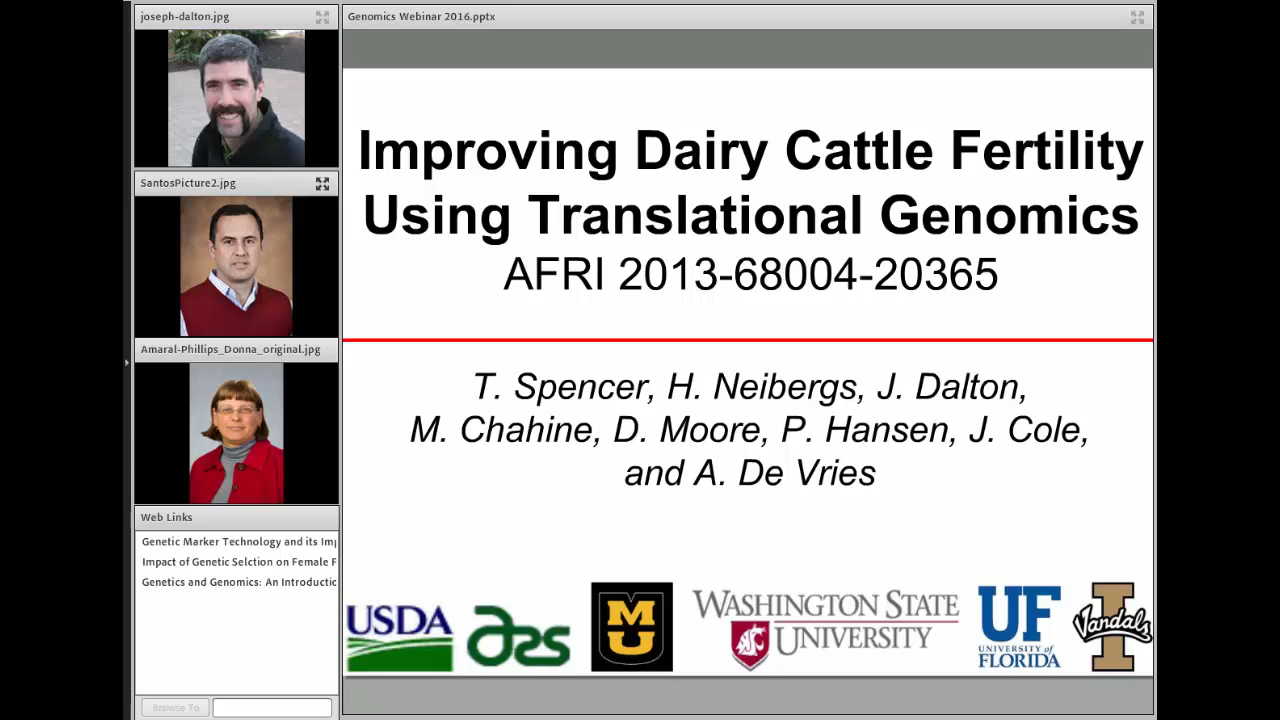 joseph-dalton.jpg
SantosPicture2.jpg
Amaral-Phillips_Donna_original.jpg
Web Links
Genetic Marker Technology and its Imp
Impact of Genetic Selction on Female F
Genetics and Genomics: An Introductio
Browse To
Genomics Webinar 2016.pptx
Improving Dairy Cattle Fertility
Using Translational Genomics
AFRI 2013-68004-20365
T. Spencer, H. Neibergs, J. Dalton,
M. Chahine, D. Moore, P. Hansen, J. Cole,
and A. De Vries
USDA
ars
MU
WASHINGTON STATE
UNIVERSITY
UF
UNIVERSITY of
FLORIDA
I
Vandals